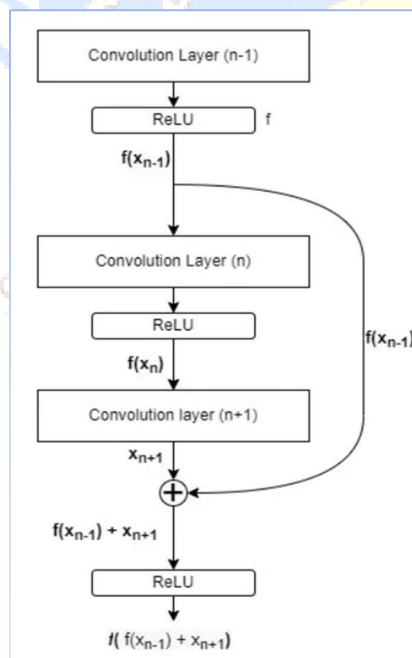 Convolution Layer (n-1)
ReLU f
f(xn-1)
Convolution Layer (n)
ReLU
f(xn-1)
f(xn)
Convolution layer (n+1)
xn+1
+
f(xn-1) + xn+1
ReLU
f( f(xn-1) + xn+1)